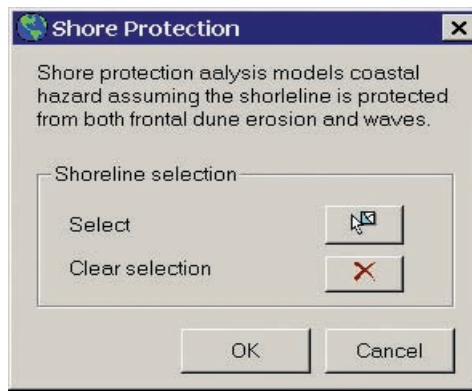 Shore Protection
Shore protection aalysis models coastal
hazard assuming the shorleline is protected
from both frontal dune erosion and waves.
Shoreline selection
Select
Clear selection
OK
Cancel